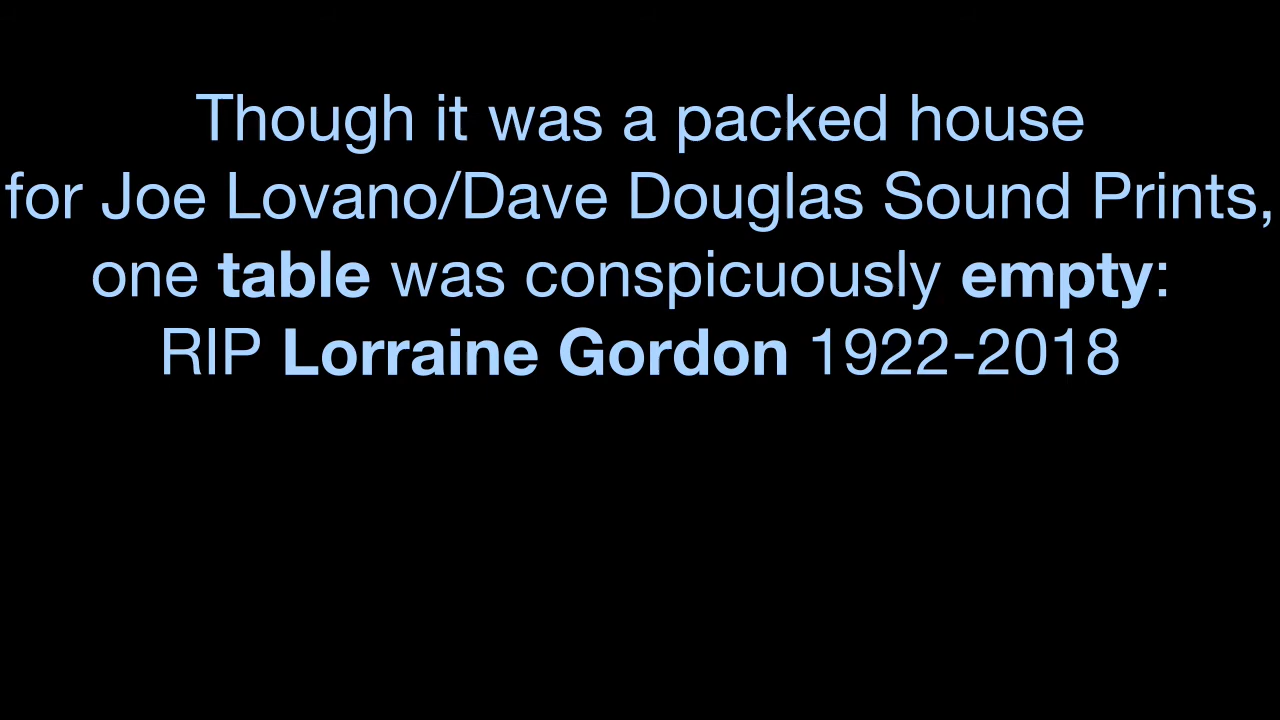 Though it was a packed house
for Joe Lovano/Dave Douglas Sound Prints,
one table was conspicuously empty:
RIP Lorraine Gordon 1922-2018